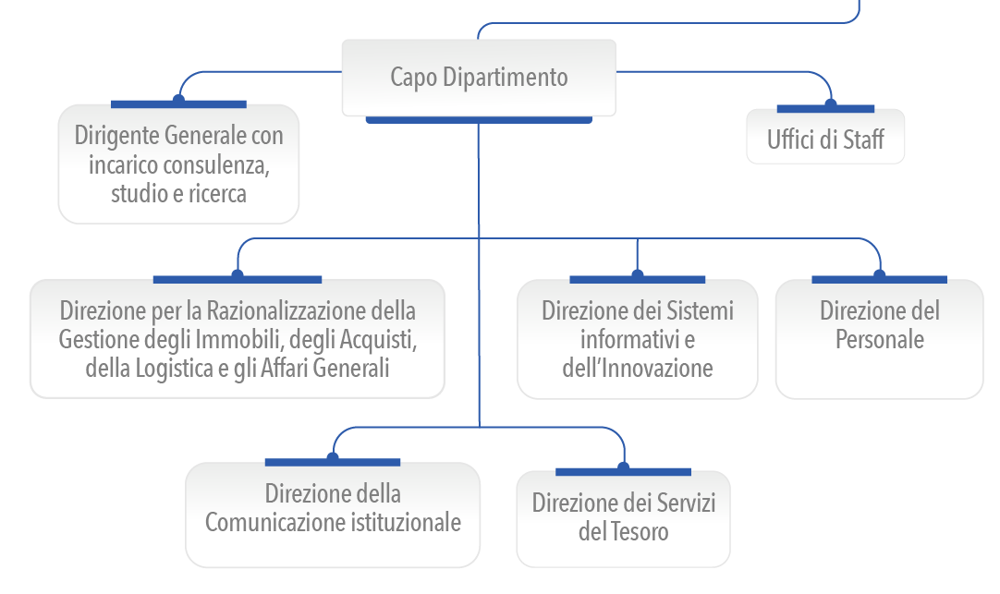 Capo Dipartimento
Dirigente Generale con
incarico consulenza,
studio e ricerca
Uffici di Staff
Direzione per la Razionalizzazione della
Gestione degli Immobili, degli Acquisti,
della Logistica e gli Affari Generali
Direzione dei Sistemi
informativi e
dell’Innovazione
Direzione del
Personale
Direzione della
Comunicazione istituzionale
Direzione dei Servizi
del Tesoro